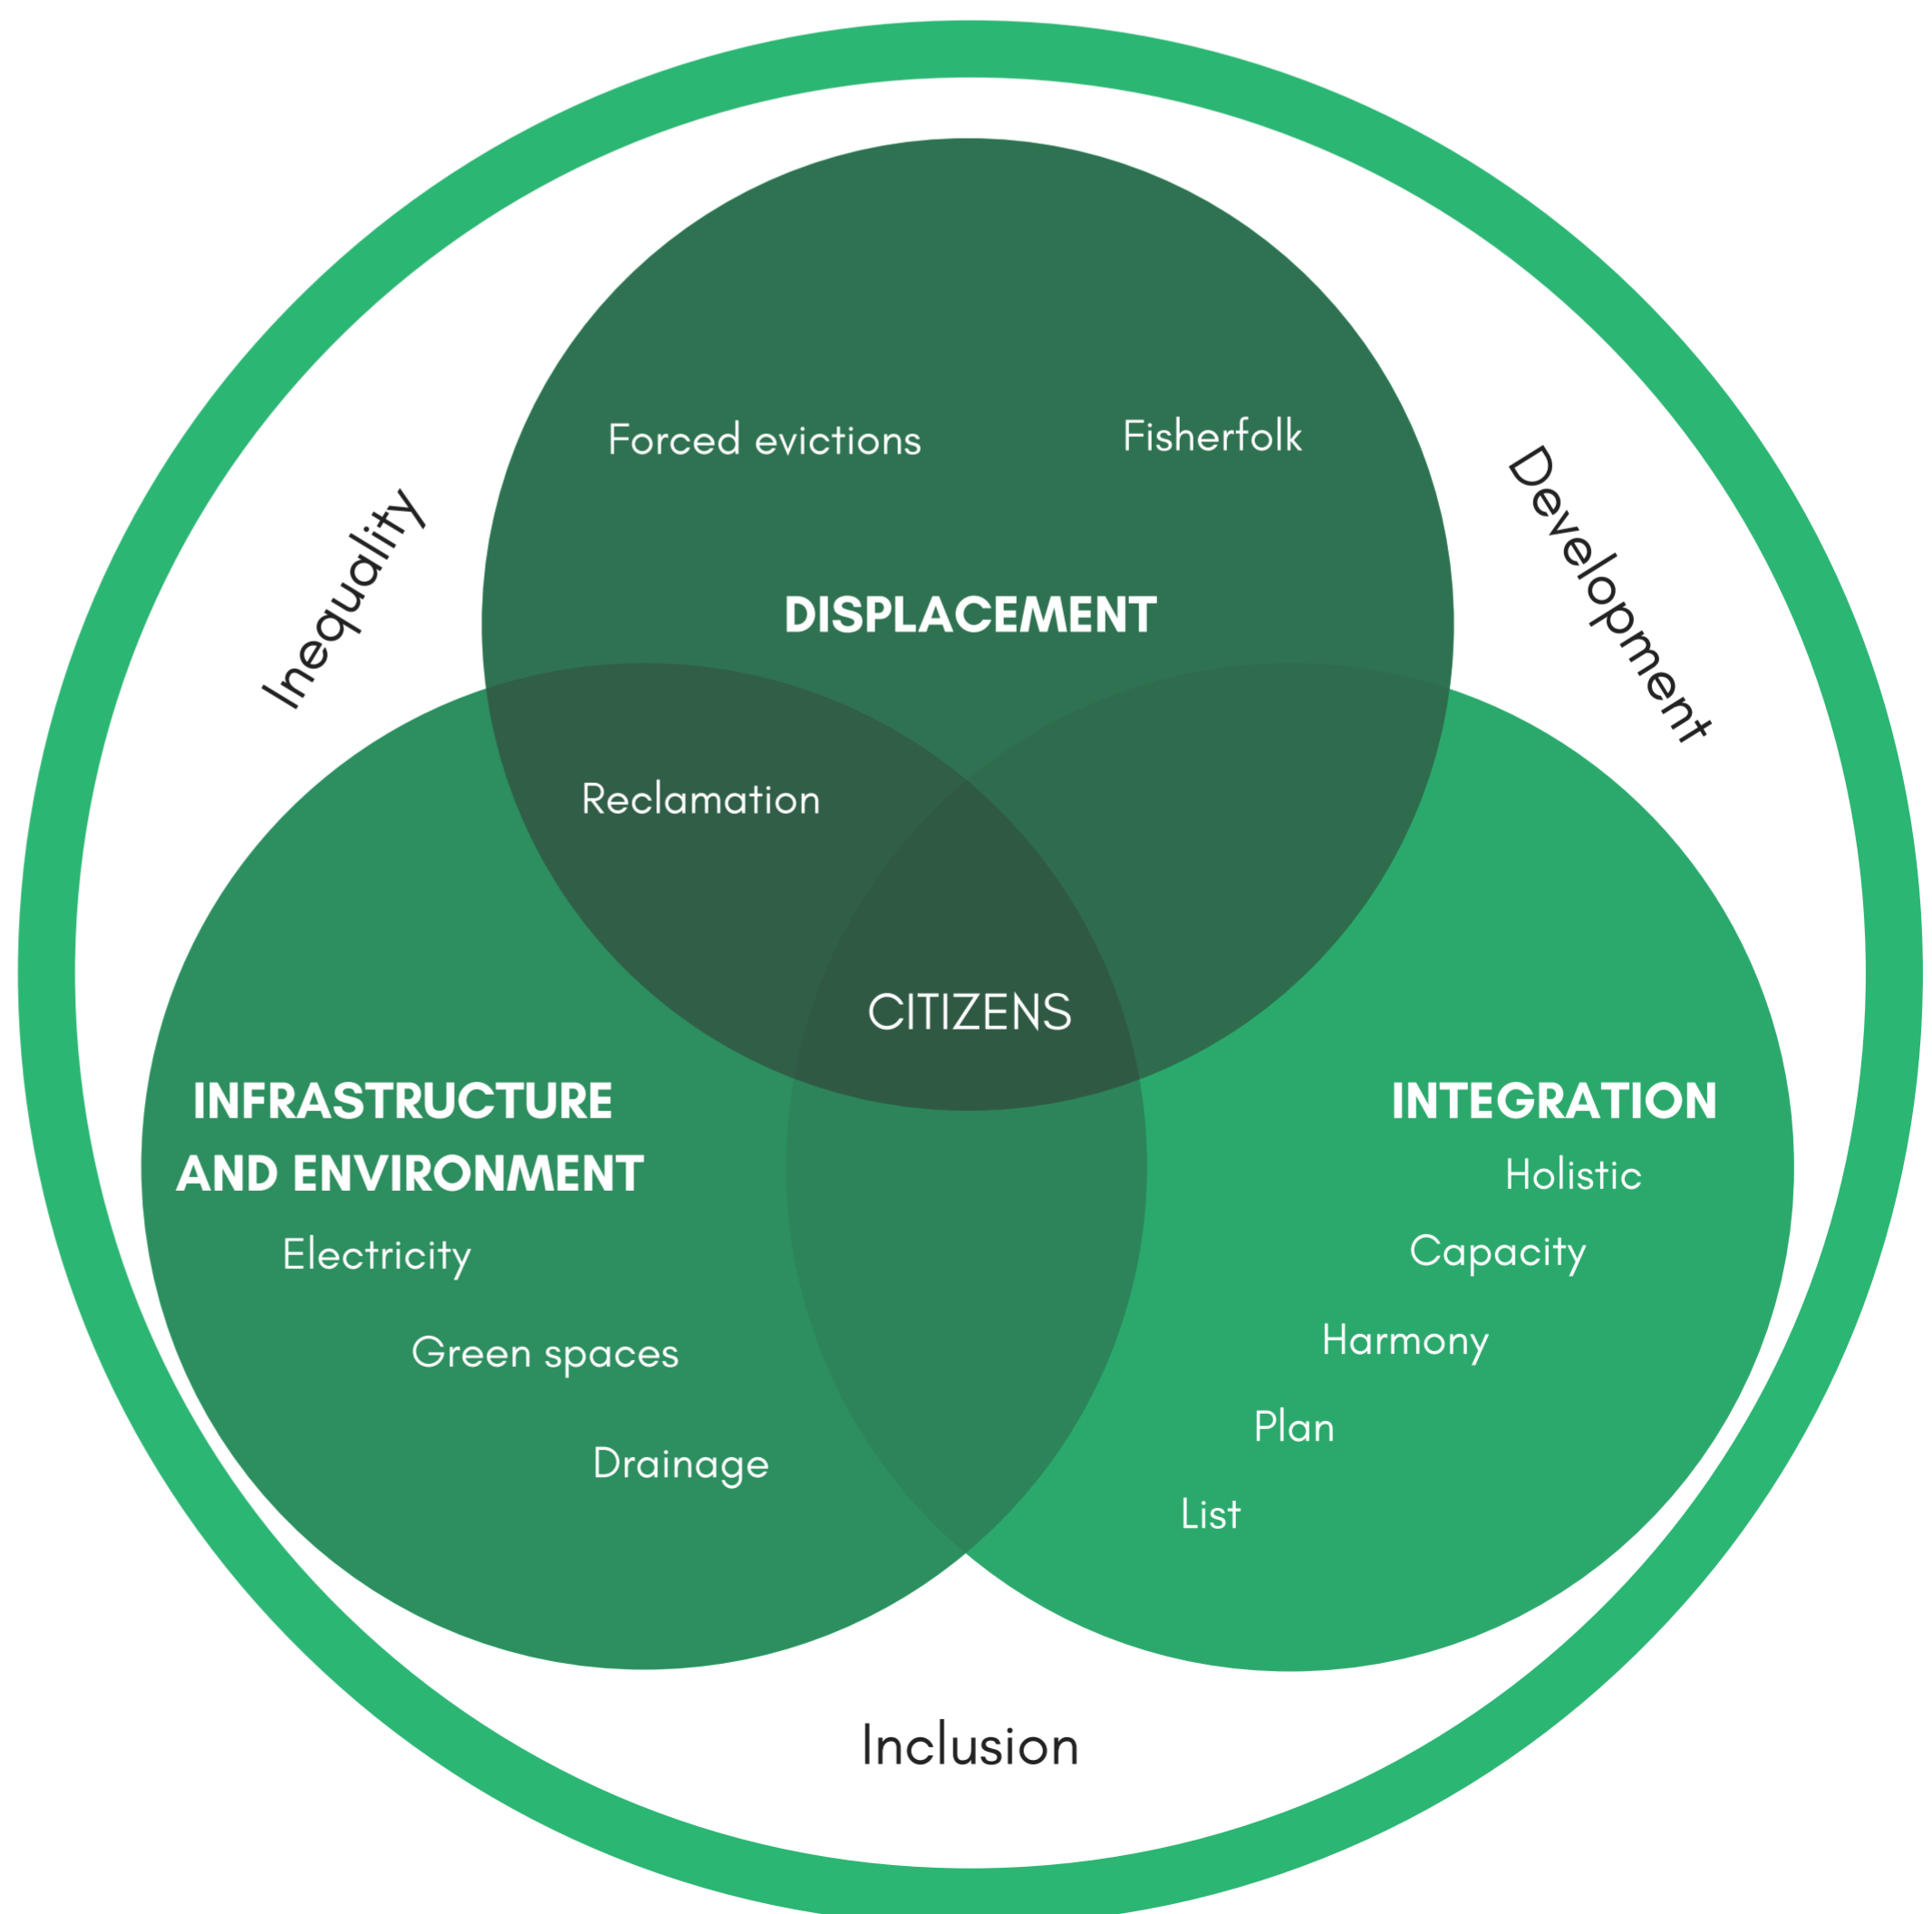 Forced evictions
Fisherfolk
Inequality
Development
DISPLACEMENT
Reclamation
CITIZENS
INFRASTRUCTURE
AND ENVIRONMENT
Electricity
Green spaces
Drainage
INTEGRATION
Holistic
Capacity
Harmony
Plan
List
Inclusion